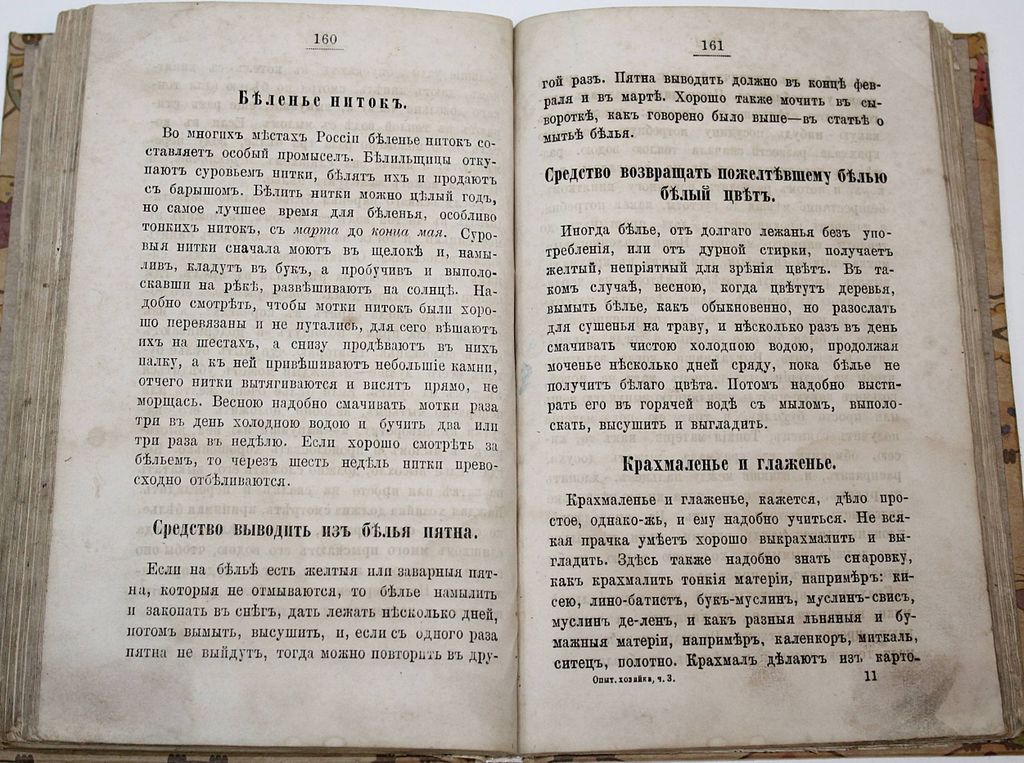 160
Бѣленье нитокъ.
Во многихъ мѣстахъ Россіи бѣленье нитокъ со-
ставляетъ особый промыселъ. Бѣлильщицы отку-
паютъ суровьемъ нитки, бѣлятъ ихъ и продаютъ
съ барышомъ. Бѣлить нитки можно цѣлый годъ,
но самое лучшее время для бѣленья, особливо
тонкихъ нитокъ, съ марта до конца мая. Суро-
выя нитки сначала моютъ въ щелокѣ и, намы-
ливъ, кладутъ въ букъ, а пробучивъ и выполо-
скавши на рѣкѣ, развѣшиваютъ на солнцѣ. На-
добно смотрѣть, чтобы мотки нитокъ были хоро-
шо перевязаны и не путались, для сего вѣшаютъ
ихъ на шестахъ, а снизу продѣваютъ въ нихъ
палку, а къ ней привѣшиваютъ небольшіе камни,
отчего нитки вытягиваются и висятъ прямо, не
морщась. Весною надобно смачивать мотки раза
три въ день холодною водою и бучить два или
три раза въ недѣлю. Если хорошо смотрѣть за
бѣльемъ, то черезъ шесть недѣль нитки прево-
сходно отбѣливаются.
Средство выводить изъ бѣлья пятна.
Если на бѣльѣ есть желтыя или заварныя пят-
на, которыя не отмываются, то бѣлье намылить
и закопать въ снѣгъ, дать лежать нѣсколько дней,
потомъ вымыть, высушить, и, если съ одного раза
пятна не выйдутъ, тогда можно повторить въ дру-
161
гой разъ. Пятна выводить должно въ концѣ фев-
раля и въ мартѣ. Хорошо также мочить въ сы-
вороткѣ, какъ говорено было выше—въ статьѣ о
мытьѣ бѣлья.
Средство возвращать пожелтѣвшему бѣлью
бѣлый цвѣтъ.
Иногда бѣлье, отъ долгаго лежанья безъ упо-
требленія, или отъ дурной стирки, получаетъ
желтый, непріятный для зрѣнія цвѣтъ. Въ та-
комъ случаѣ, весною, когда цвѣтутъ деревья,
вымыть бѣлье, какъ обыкновенно, но разослать
для сушенья на траву, и нѣсколько разъ въ день
смачивать чистою холодною водою, продолжая
моченье нѣсколько дней сряду, пока бѣлье не
получитъ бѣлаго цвѣта. Потомъ надобно высти-
рать его въ горячей водѣ съ мыломъ, выполо-
скать, высушить и выгладить.
Крахмаленье и глаженье.
Крахмаленье и глаженье, кажется, дѣло про-
стое, однако-жъ, и ему надобно учиться. Не вся-
кая прачка умѣетъ хорошо выкрахмалить и вы-
гладить. Здѣсь также надобно знать снаровку,
какъ крахмалить тонкія матеріи, напримѣръ: ки-
сею, лино-батистъ, букъ-муслинъ, муслинъ-свисъ,
муслинъ де-ленъ, и какъ разныя льняныя и бу-
мажныя матеріи, напримѣръ, каленкоръ, миткаль,
ситецъ, полотно. Крахмалъ дѣлаютъ изъ карто-
Опыт. хозяйка, ч. 3.
11